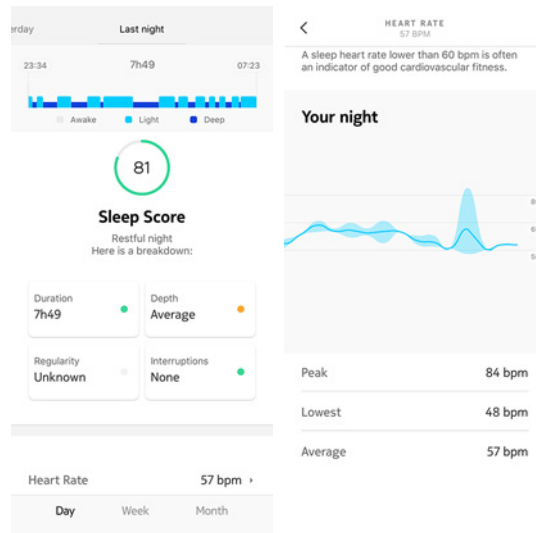 rday
Last night
23:34
7h49
07:23
Awake
Light
Deep
81
Sleep Score
Restful night
Here is a breakdown:
Duration
7h49
Depth
Average
Regularity
Unknown
Interruptions
None
Heart Rate
57 bpm
Day
Week
Month
HEART RATE
57 BPM
A sleep heart rate lower than 60 bpm is often
an indicator of good cardiovascular fitness.
Your night
8
6
Peak
84 bpm
Lowest
48 bpm
Average
57 bpm